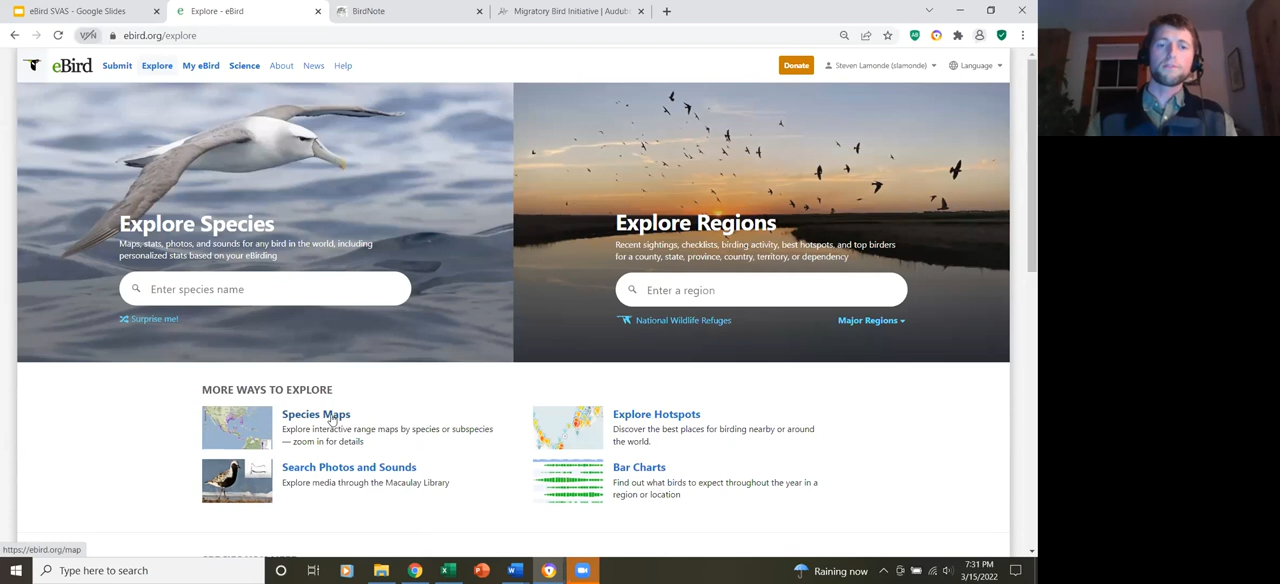 eBird SVAS - Google Slides
Explore - eBird
BirdNote
Migratory Bird Initiative | Audub
VPN
ebird.org/explore
eBird
Submit
Explore
My eBird
Science
About
News
Help
Donate
Steven Lamonde (slamonde)
Language
Explore Species
Maps, stats, photos, and sounds for any bird in the world, including
personalized stats based on your eBirding
Enter species name
Surprise me!
Explore Regions
Recent sightings, checklists, birding activity, best hotspots, and top birders
for a county, state, province, country, territory, or dependency
Enter a region
National Wildlife Refuges
Major Regions
MORE WAYS TO EXPLORE
Species Maps
Explore interactive range maps by species or subspecies
— zoom in for details
Explore Hotspots
Discover the best places for birding nearby or around
the world.
Search Photos and Sounds
Explore media through the Macaulay Library
Bar Charts
Find out what birds to expect throughout the year in a
region or location
https://ebird.org/map
Type here to search
Raining now
7:31 PM
3/15/2022